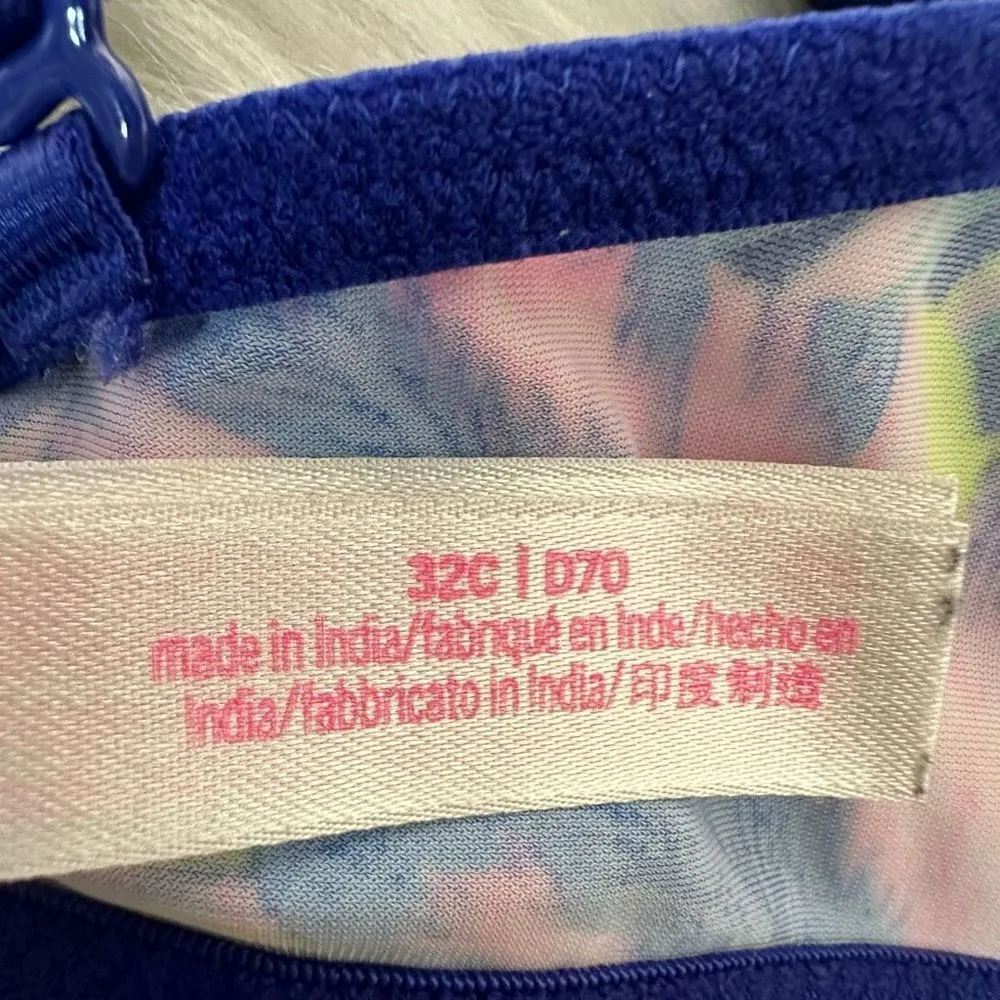 32C | D70
made in India/fabriqué en Inde/hecho en
India/fabbricato in India/印度制造